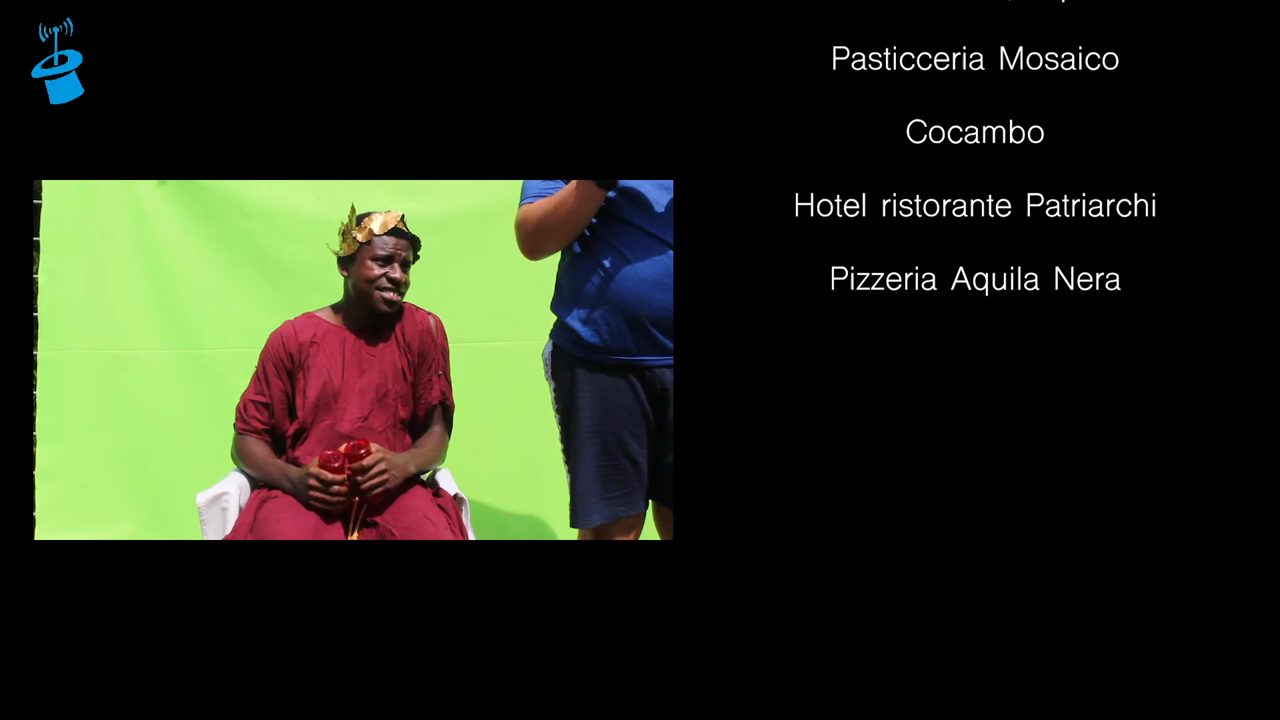 Pasticceria Mosaico
Cocambo
Hotel ristorante Patriarchi
Pizzeria Aquila Nera